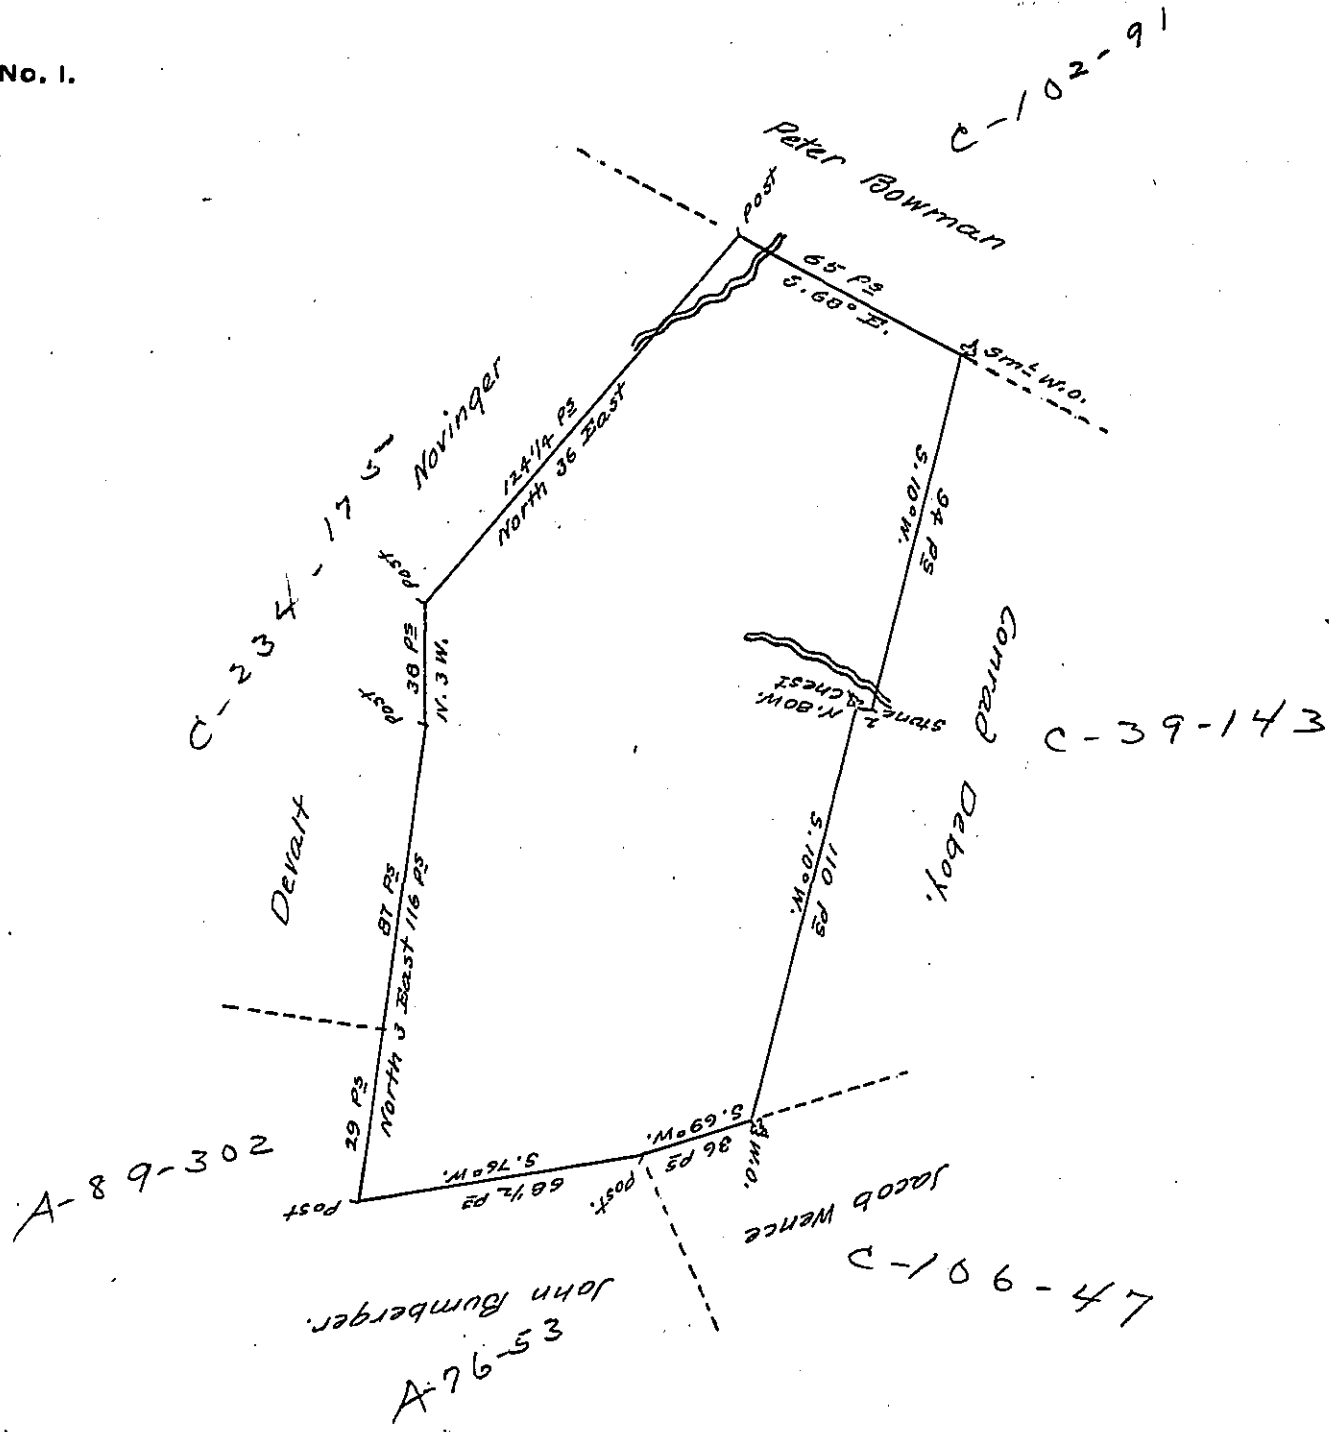 No. 1.
C-102-91
Peter Bowman
post
65 Ps
S. 68° E.
Sm.t W.O.
Novinger
124 1/4 Ps
North 36 East
C-234-175
post
38 Ps
N. 3 W.
post
S. 10° W.
94 Ps
Conrad Deboy.
C-39-143
chest
N. 80 W.
2
Stone
Devalt
87 Ps
North 3 East 116 Ps
29 Ps
S. 10° W.
110 Ps
A-89-302
Post
S. 76° W.
68 1/2 Ps
post.
S. 69° W.
36 Ps
W.O.
Jacob Wence
C-106-47
John Bumberger.
A-76-53